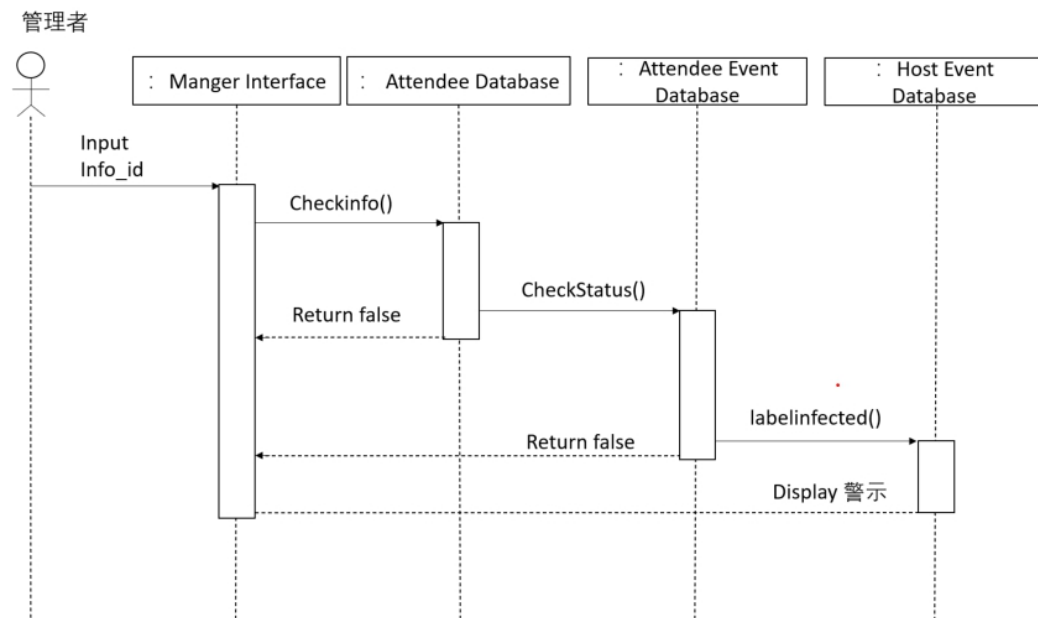 管理者
： Manger Interface
： Attendee Database
： Attendee Event
Database
： Host Event
Database
Input
Info_id
Checkinfo()
CheckStatus()
Return false
labelinfected()
Return false
Display 警示